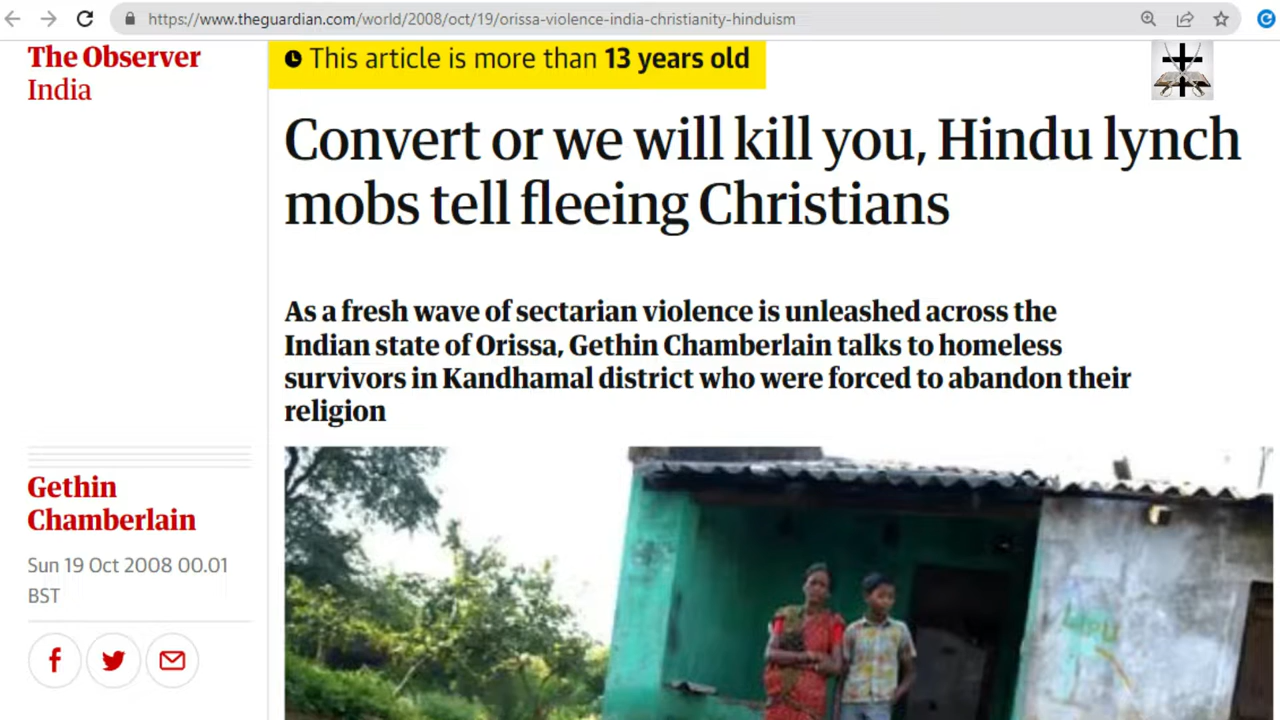 https://www.theguardian.com/world/2008/oct/19/orissa-violence-india-christianity-hinduism
The Observer
India
This article is more than 13 years old
Convert or we will kill you, Hindu lynch
mobs tell fleeing Christians
As a fresh wave of sectarian violence is unleashed across the
Indian state of Orissa, Gethin Chamberlain talks to homeless
survivors in Kandhamal district who were forced to abandon their
religion
Gethin
Chamberlain
Sun 19 Oct 2008 00.01
BST